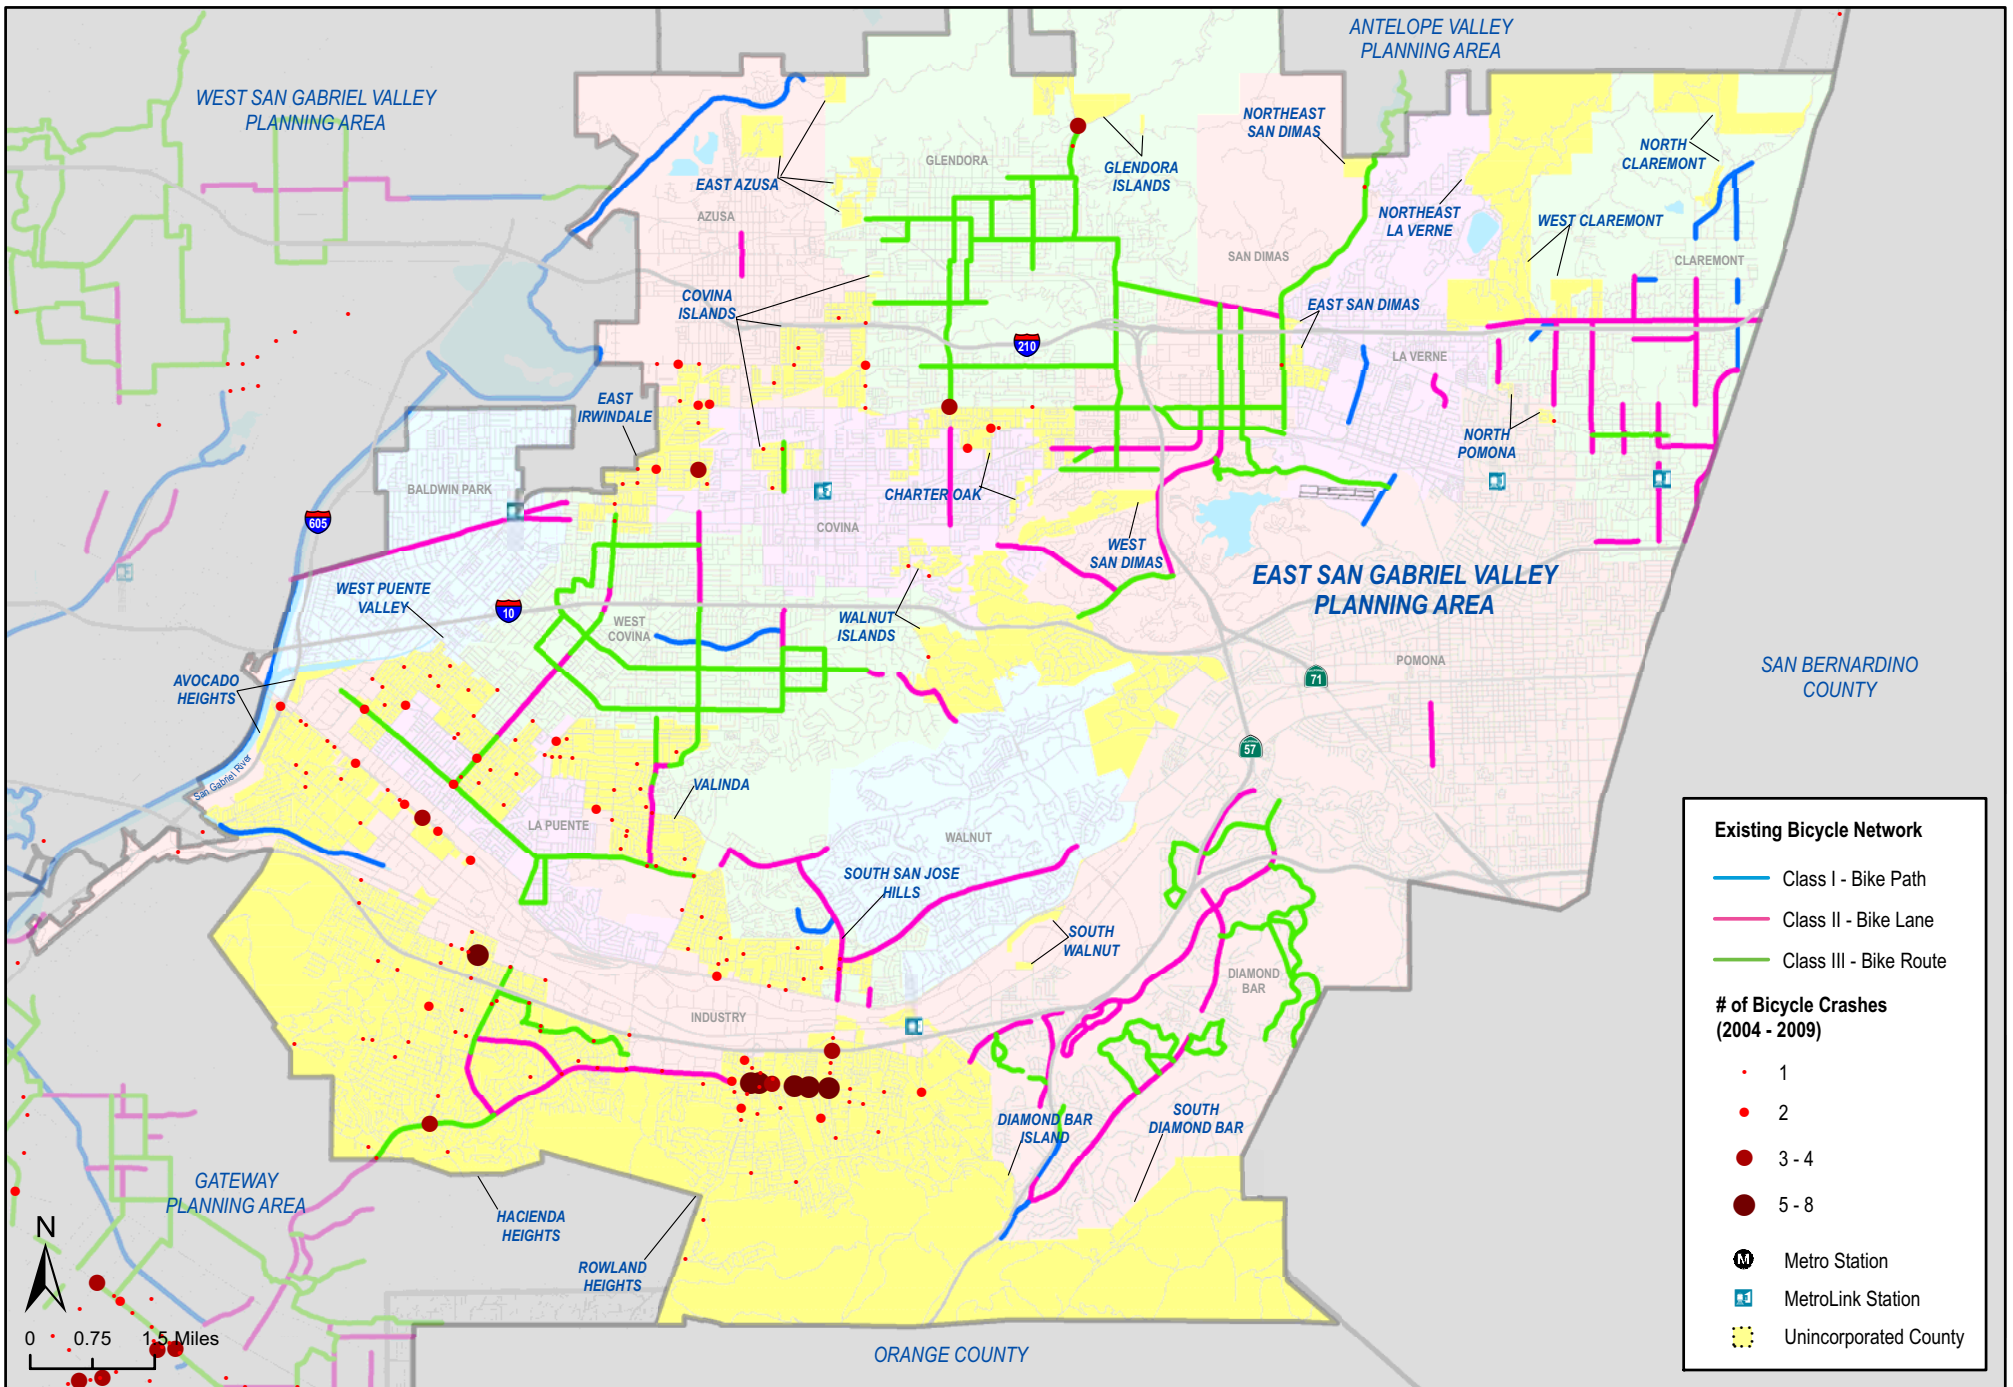 ANTELOPE VALLEY
PLANNING AREA
WEST SAN GABRIEL VALLEY
PLANNING AREA
NORTHEAST
SAN DIMAS
NORTH
CLAREMONT
GLENDORA
GLENDORA
ISLANDS
EAST AZUSA
AZUSA
NORTHEAST
LA VERNE
WEST CLAREMONT
SAN DIMAS
CLAREMONT
COVINA
ISLANDS
EAST SAN DIMAS
210
LA VERNE
EAST
IRWINDALE
NORTH
POMONA
BALDWIN PARK
CHARTER OAK
605
COVINA
WEST
SAN DIMAS
EAST SAN GABRIEL VALLEY
PLANNING AREA
WEST PUENTE
VALLEY
10
WEST
COVINA
WALNUT
ISLANDS
POMONA
SAN BERNARDINO
COUNTY
AVOCADO
HEIGHTS
71
57
San Gabriel River
VALINDA
LA PUENTE
WALNUT
SOUTH SAN JOSE
HILLS
SOUTH
WALNUT
DIAMOND
BAR
INDUSTRY
DIAMOND BAR
ISLAND
SOUTH
DIAMOND BAR
GATEWAY
PLANNING AREA
HACIENDA
HEIGHTS
ROWLAND
HEIGHTS
ORANGE COUNTY
N
0 0.75 1.5 Miles
Existing Bicycle Network
Class I - Bike Path
Class II - Bike Lane
Class III - Bike Route
# of Bicycle Crashes
(2004 - 2009)
1
2
3 - 4
5 - 8
M
Metro Station
MetroLink Station
Unincorporated County